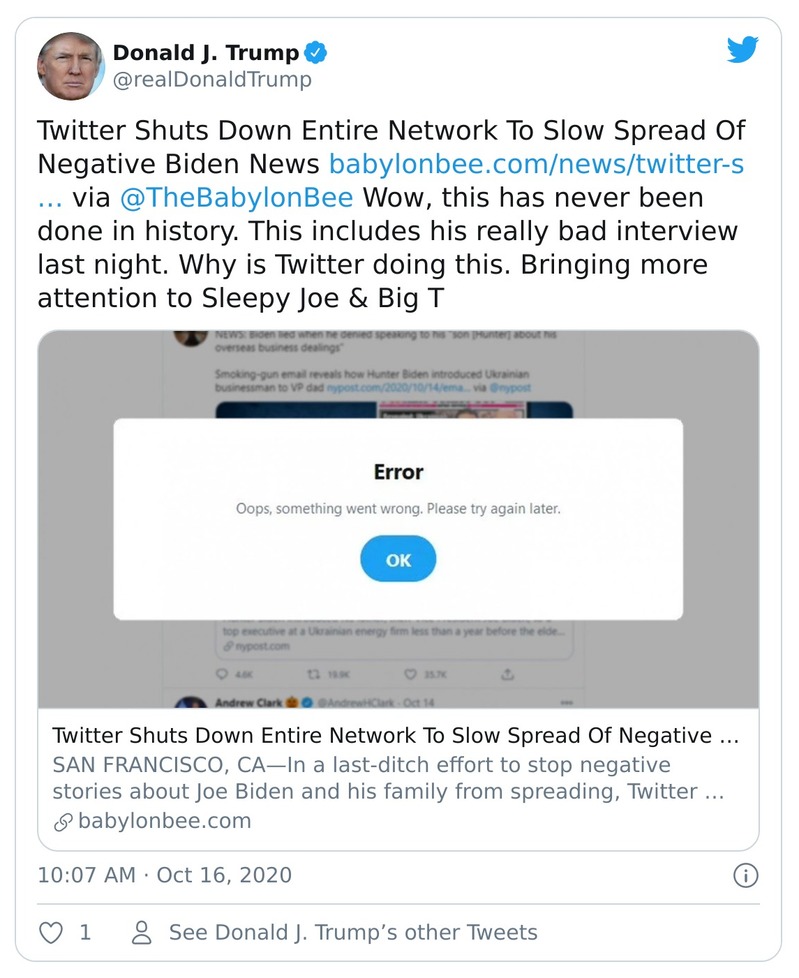 Donald J. Trump
@realDonaldTrump
Twitter Shuts Down Entire Network To Slow Spread Of
Negative Biden News babylonbee.com/news/twitter-s
… via @TheBabylonBee Wow, this has never been
done in history. This includes his really bad interview
last night. Why is Twitter doing this. Bringing more
attention to Sleepy Joe & Big T
NEWS: Biden lied when he denied speaking to his "son [Hunter] about his
overseas business dealings"
Smoking-gun email reveals how Hunter Biden introduced Ukrainian
businessman to VP dad nypost.com/2020/10/14/ema... via @nypost
Error
Oops, something went wrong. Please try again later.
OK
top executive at a Ukrainian energy firm less than a year before the elde...
nypost.com
4.6K 19.9K 35.7K
Andrew Clark @AndrewHClark · Oct 14
Twitter Shuts Down Entire Network To Slow Spread Of Negative …
SAN FRANCISCO, CA—In a last-ditch effort to stop negative
stories about Joe Biden and his family from spreading, Twitter …
babylonbee.com
10:07 AM · Oct 16, 2020
1 See Donald J. Trump’s other Tweets